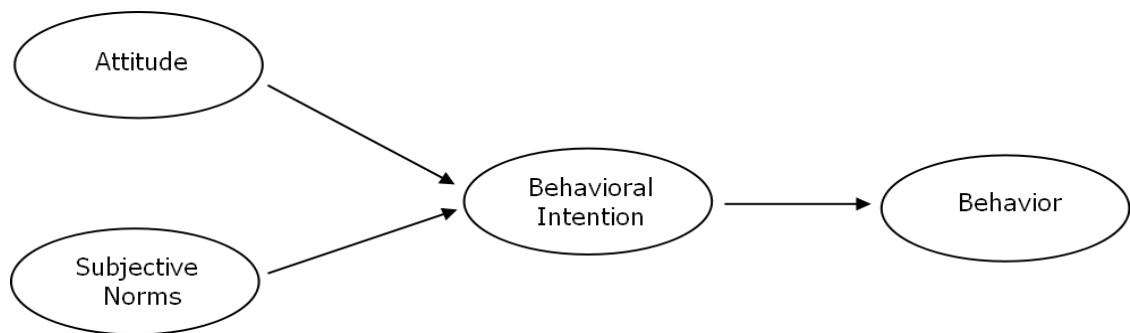 Attitude
Subjective
Norms
Behavioral
Intention
Behavior